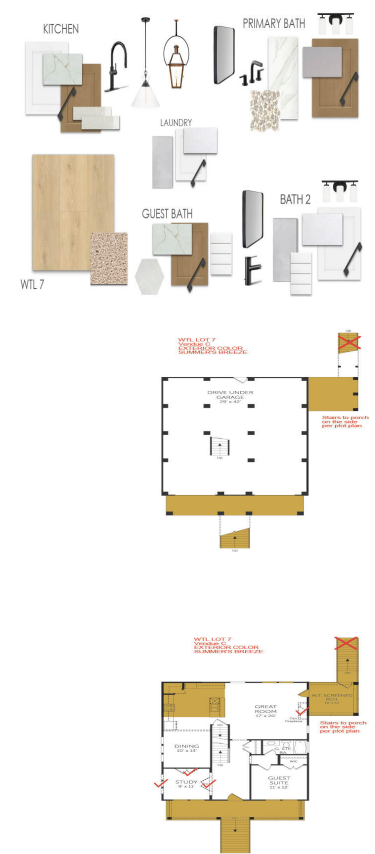 KITCHEN
PRIMARY BATH
LAUNDRY
GUEST BATH
BATH 2
WTL 7
WTL LOT 7
Vendue C
EXTERIOR COLOR
SUMMER'S BREEZE
DRIVE UNDER
GARAGE
Stairs to porch
on the side
per plot plan
WTL LOT 7
Vendue C
EXTERIOR COLOR
SUMMER'S BREEZE
GREAT
ROOM
Stairs to porch
on the side
per plot plan
DINING
STUDY
GUEST
SUITE